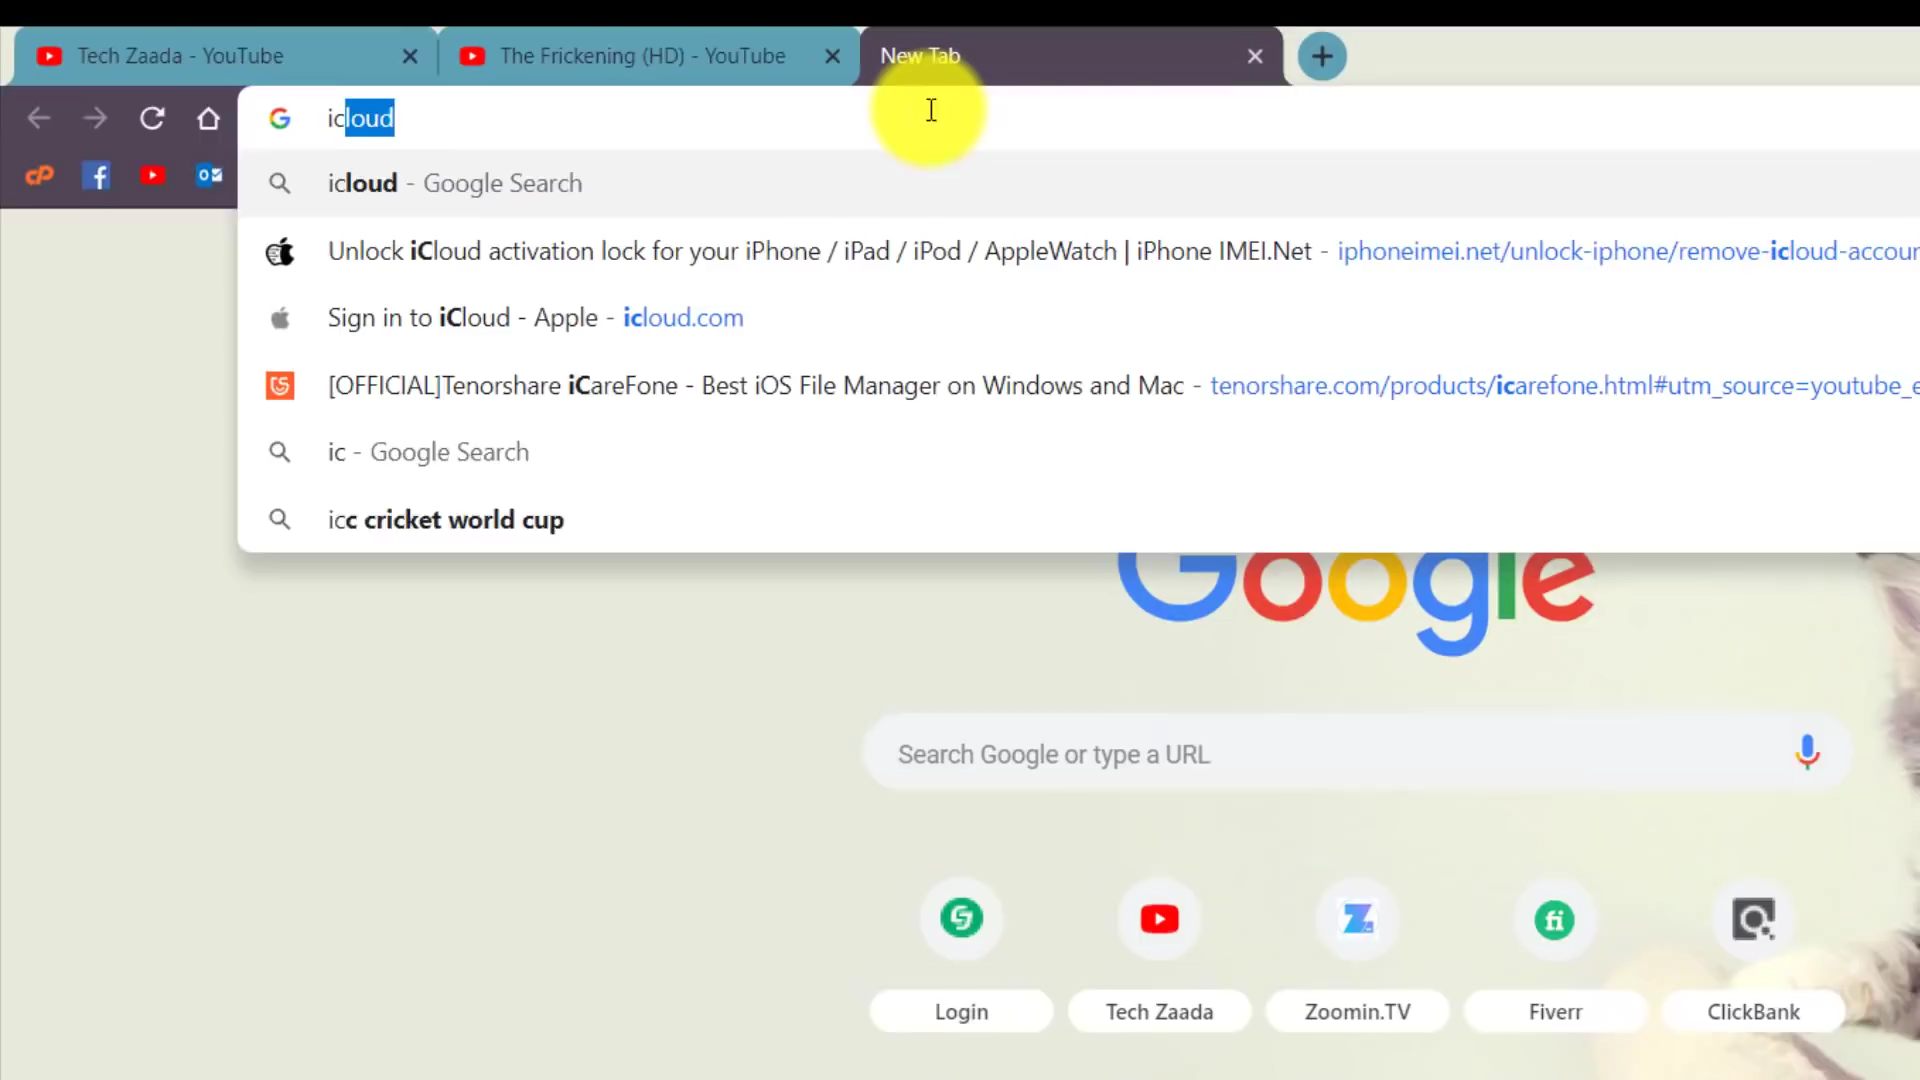 Tech Zaada - YouTube
The Frickening (HD) - YouTube
New Tab
icloud
icloud - Google Search
Unlock iCloud activation lock for your iPhone / iPad / iPod / AppleWatch | iPhone IMEI.Net - iphoneimei.net/unlock-iphone/remove-icloud-accour
Sign in to iCloud - Apple - icloud.com
[OFFICIAL]Tenorshare iCareFone - Best iOS File Manager on Windows and Mac - tenorshare.com/products/icarefone.html#utm_source=youtube_e
ic - Google Search
icc cricket world cup
Google
Search Google or type a URL
fi
Login
Tech Zaada
Zoomin.TV
Fiverr
ClickBank